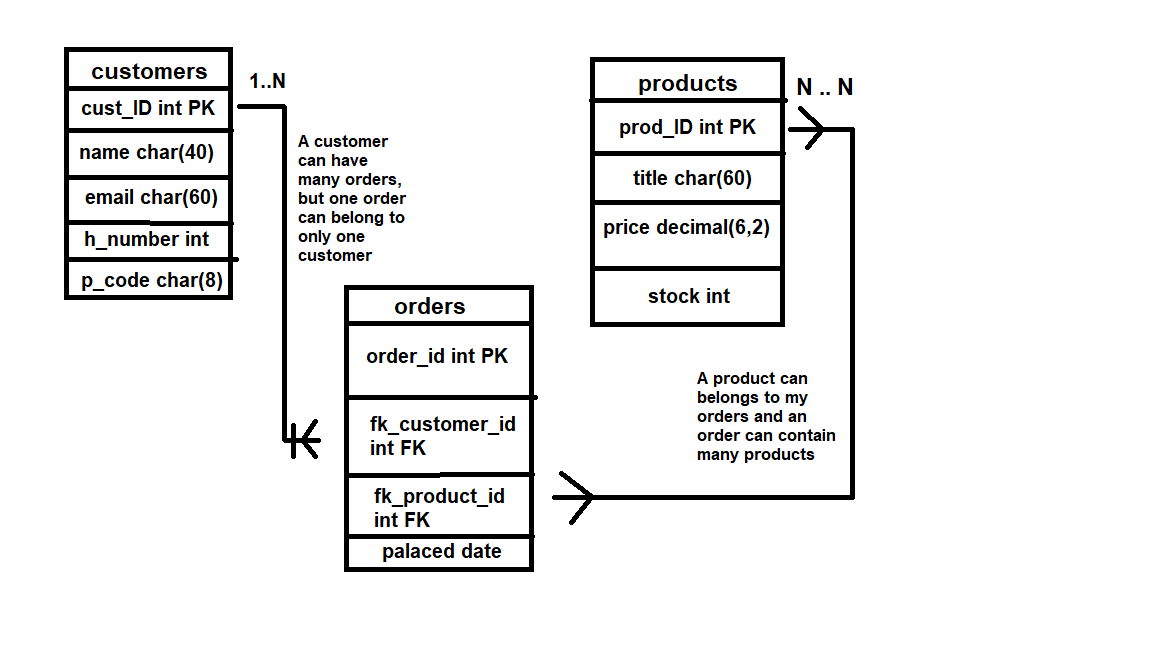 customers
cust_ID int PK
name char(40)
email char(60)
h_number int
p_code char(8)
1..N
A customer
can have
many orders,
but one order
can belong to
only one
customer
orders
order_id int PK
fk_customer_id
int FK
fk_product_id
int FK
palaced date
products
prod_ID int PK
title char(60)
price decimal(6,2)
stock int
N .. N
A product can
belongs to my
orders and an
order can contain
many products